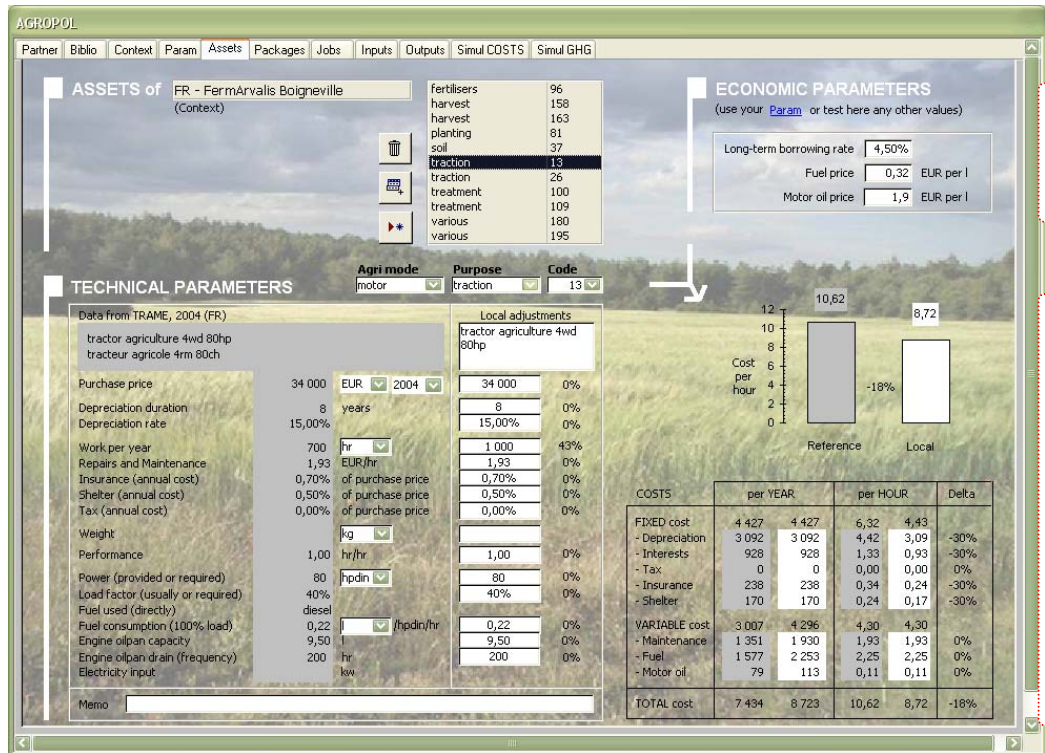 AGROPOL
Partner Biblio Context Param Assets Packages Jobs Inputs Outputs Simul COSTS Simul GHG
ASSETS of FR - FermArvalis Boigneville
(Context)
fertilisers 96
harvest 158
harvest 163
planting 81
soil 37
traction 13
traction 26
treatment 100
treatment 109
various 180
various 195
ECONOMIC PARAMETERS
(use your Param or test here any other values)
Long-term borrowing rate 4,50%
Fuel price 0,32 EUR per l
Motor oil price 1,9 EUR per l
Agri mode Purpose Code
motor traction 13
TECHNICAL PARAMETERS
Data from TRAME, 2004 (FR) Local adjustments
tractor agriculture 4wd 80hp
tracteur agricole 4rm 80ch
tractor agriculture 4wd
80hp
Purchase price 34 000 EUR 2004 34 000 0%
Depreciation duration 8 years 8 0%
Depreciation rate 15,00% 15,00% 0%
Work per year 700 hr 1 000 43%
Repairs and Maintenance 1,93 EUR/hr 1,93 0%
Insurance (annual cost) 0,70% of purchase price 0,70% 0%
Shelter (annual cost) 0,50% of purchase price 0,50% 0%
Tax (annual cost) 0,00% of purchase price 0,00% 0%
Weight kg
Performance 1,00 hr/hr 1,00 0%
Power (provided or required) 80 hpdin 80 0%
Load factor (usually or required) 40% 40% 0%
Fuel used (directly) diesel
Fuel consumption (100% load) 0,22 l /hpdin/hr 0,22 0%
Engine oilpan capacity 9,50 l 9,50 0%
Engine oilpan drain (frequency) 200 hr 200 0%
Electricity input kw
Memo
10,62
8,72
12
10
8
6
4
2
0
Cost
per
hour
-18%
Reference Local
COSTS per YEAR per HOUR Delta
FIXED cost 4 427 4 427 6,32 4,43
- Depreciation 3 092 3 092 4,42 3,09 -30%
- Interests 928 928 1,33 0,93 -30%
- Tax 0 0 0,00 0,00 0%
- Insurance 238 238 0,34 0,24 -30%
- Shelter 170 170 0,24 0,17 -30%
VARIABLE cost 3 007 4 296 4,30 4,30
- Maintenance 1 351 1 930 1,93 1,93 0%
- Fuel 1 577 2 253 2,25 2,25 0%
- Motor oil 79 113 0,11 0,11 0%
TOTAL cost 7 434 8 723 10,62 8,72 -18%